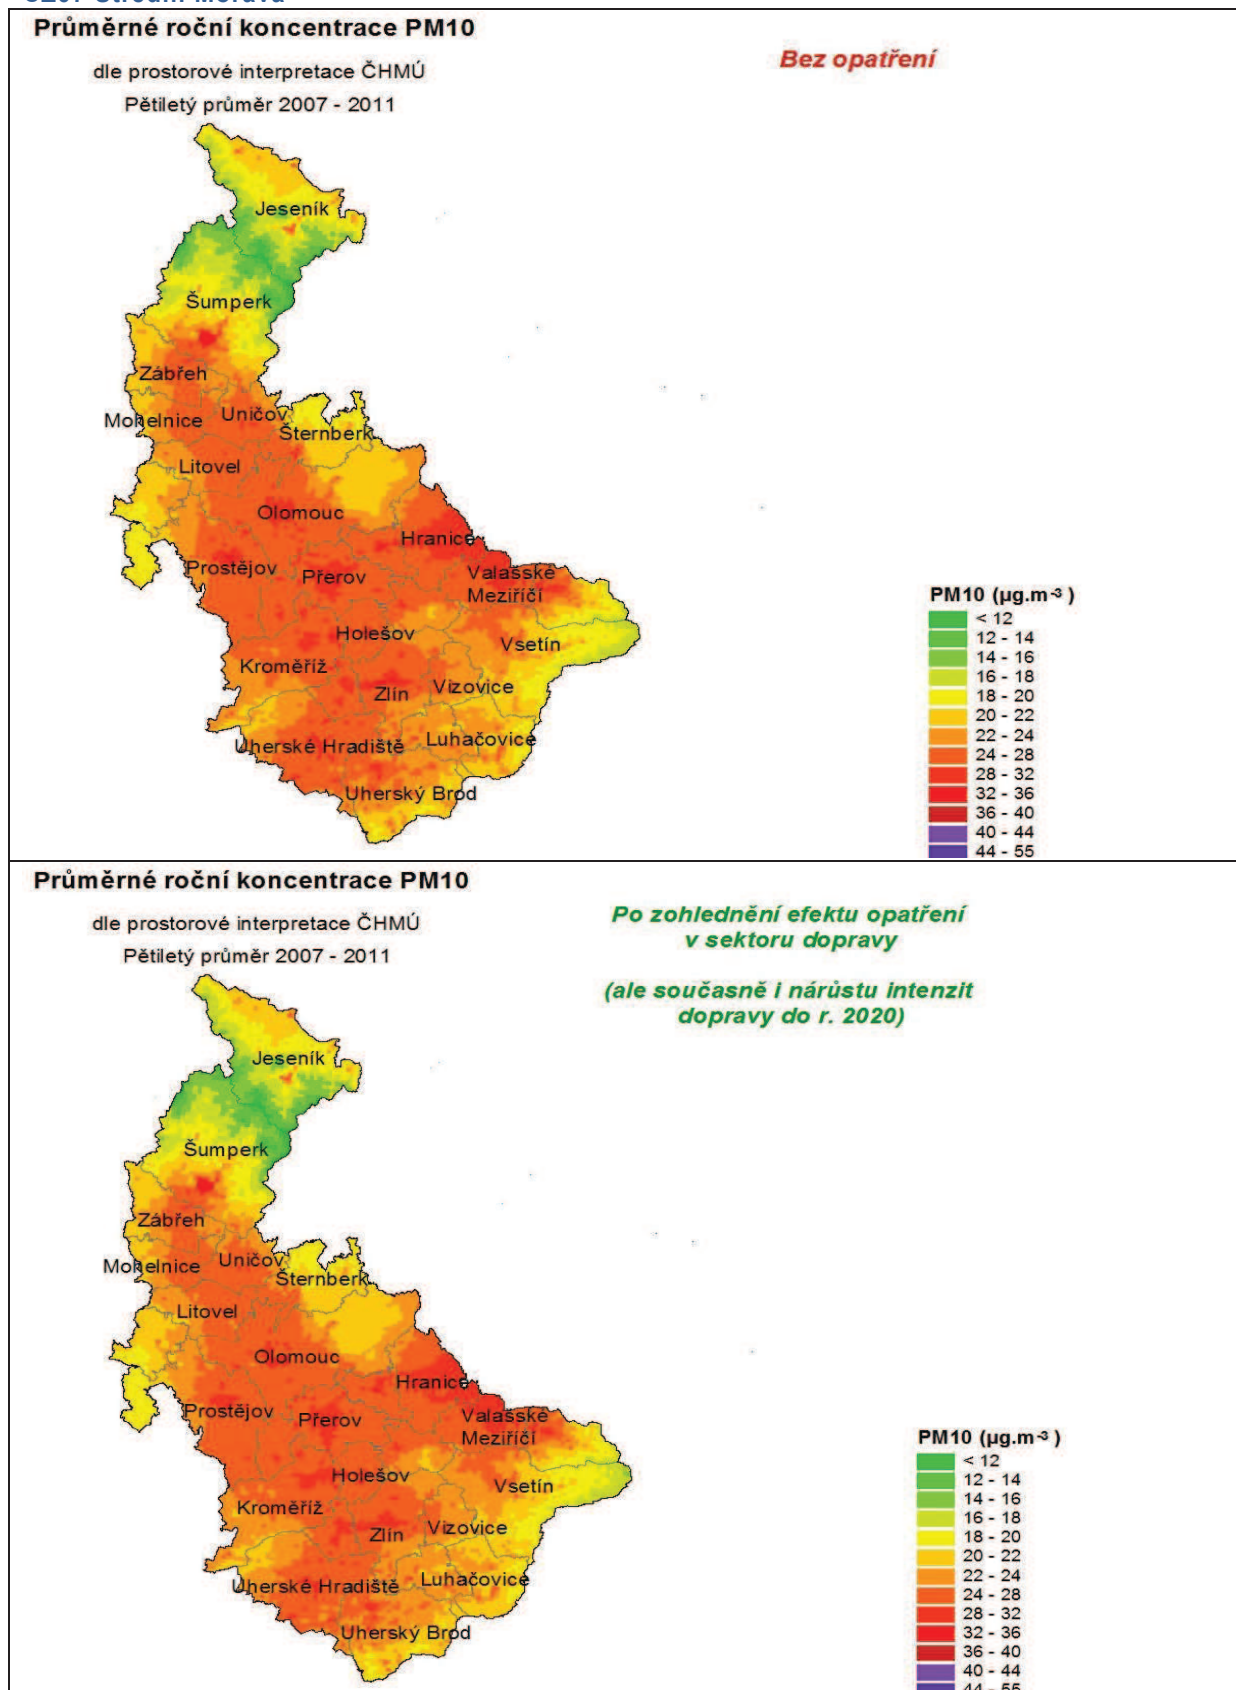 CZ07 Střední Morava
Průměrné roční koncentrace PM10
Bez opatření
dle prostorové interpretace ČHMÚ
Pětiletý průměr 2007 - 2011
Jeseník
Šumperk
Zábřeh
Mohelnice
Uničov
Šternberk
Litovel
Olomouc
Hranice
Prostějov
Přerov
Valašské
Meziříčí
Holešov
Vsetín
Kroměříž
Zlín
Vizovice
Uherské Hradiště
Luhačovice
Uherský Brod
PM10 (µg.m-3 )
< 12
12 - 14
14 - 16
16 - 18
18 - 20
20 - 22
22 - 24
24 - 28
28 - 32
32 - 36
36 - 40
40 - 44
44 - 55
Průměrné roční koncentrace PM10
dle prostorové interpretace ČHMÚ
Pětiletý průměr 2007 - 2011
Po zohlednění efektu opatření
v sektoru dopravy
(ale současně i nárůstu intenzit
dopravy do r. 2020)
Jeseník
Šumperk
Zábřeh
Mohelnice
Uničov
Šternberk
Litovel
Olomouc
Hranice
Prostějov
Přerov
Valašské
Meziříčí
Holešov
Vsetín
Kroměříž
Zlín
Vizovice
Uherské Hradiště
Luhačovice
Uherský Brod
PM10 (µg.m-3 )
< 12
12 - 14
14 - 16
16 - 18
18 - 20
20 - 22
22 - 24
24 - 28
28 - 32
32 - 36
36 - 40
40 - 44
44 - 55